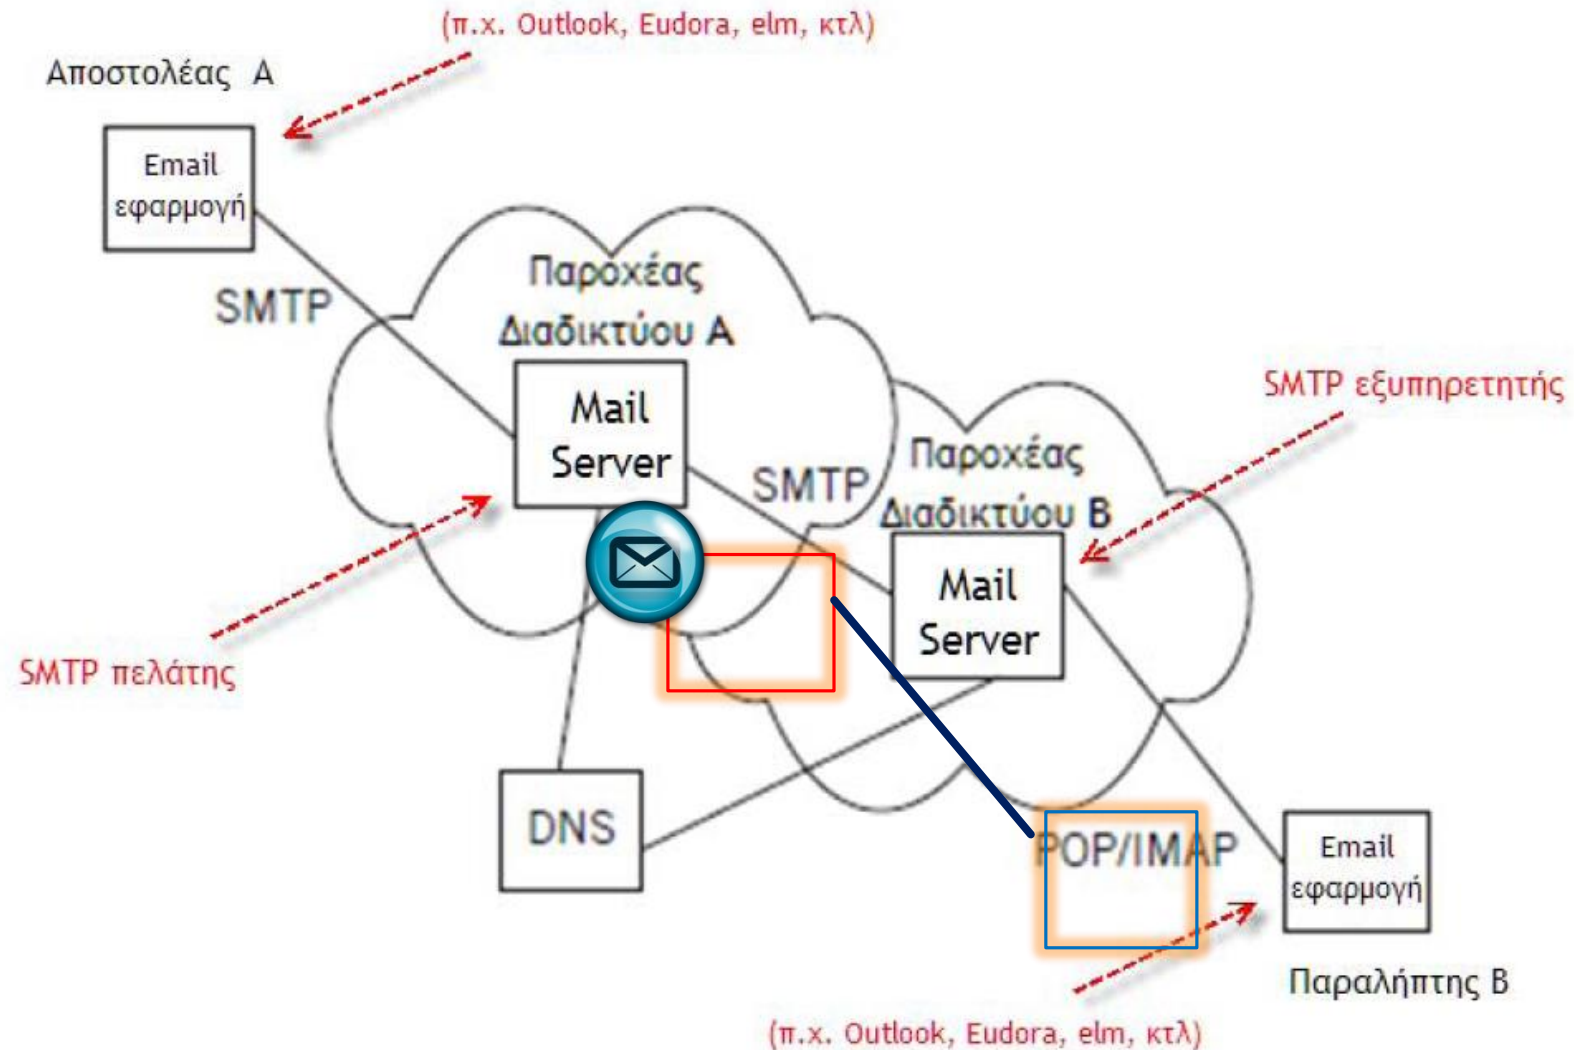 (π.χ. Outlook, Eudora, elm, κτλ)
Αποστολέας Α
Email
εφαρμογή
SMTP
Παροχέας
Διαδικτύου Α
Mail
Server
SMTP
SMTP εξυπηρετητής
Παροχέας
Διαδικτύου Β
Mail
Server
SMTP πελάτης
DNS
POP/IMAP
Email
εφαρμογή
Παραλήπτης Β
(π.χ. Outlook, Eudora, elm, κτλ)